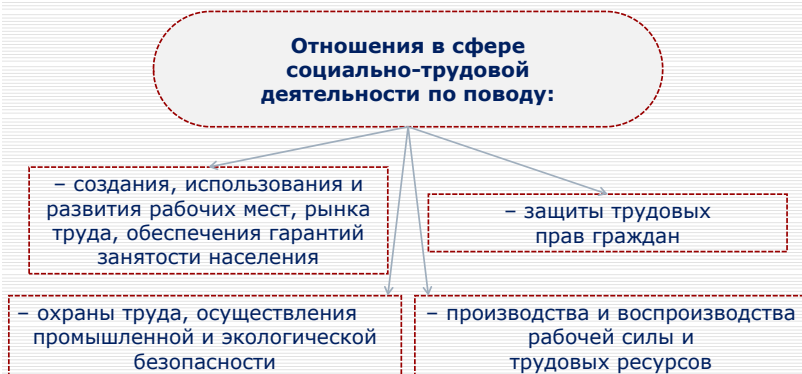 Отношения в сфере
социально-трудовой
деятельности по поводу:
– создания, использования и
развития рабочих мест, рынка
труда, обеспечения гарантий
занятости населения
– защиты трудовых
прав граждан
– охраны труда, осуществления
промышленной и экологической
безопасности
– производства и воспроизводства
рабочей силы и
трудовых ресурсов